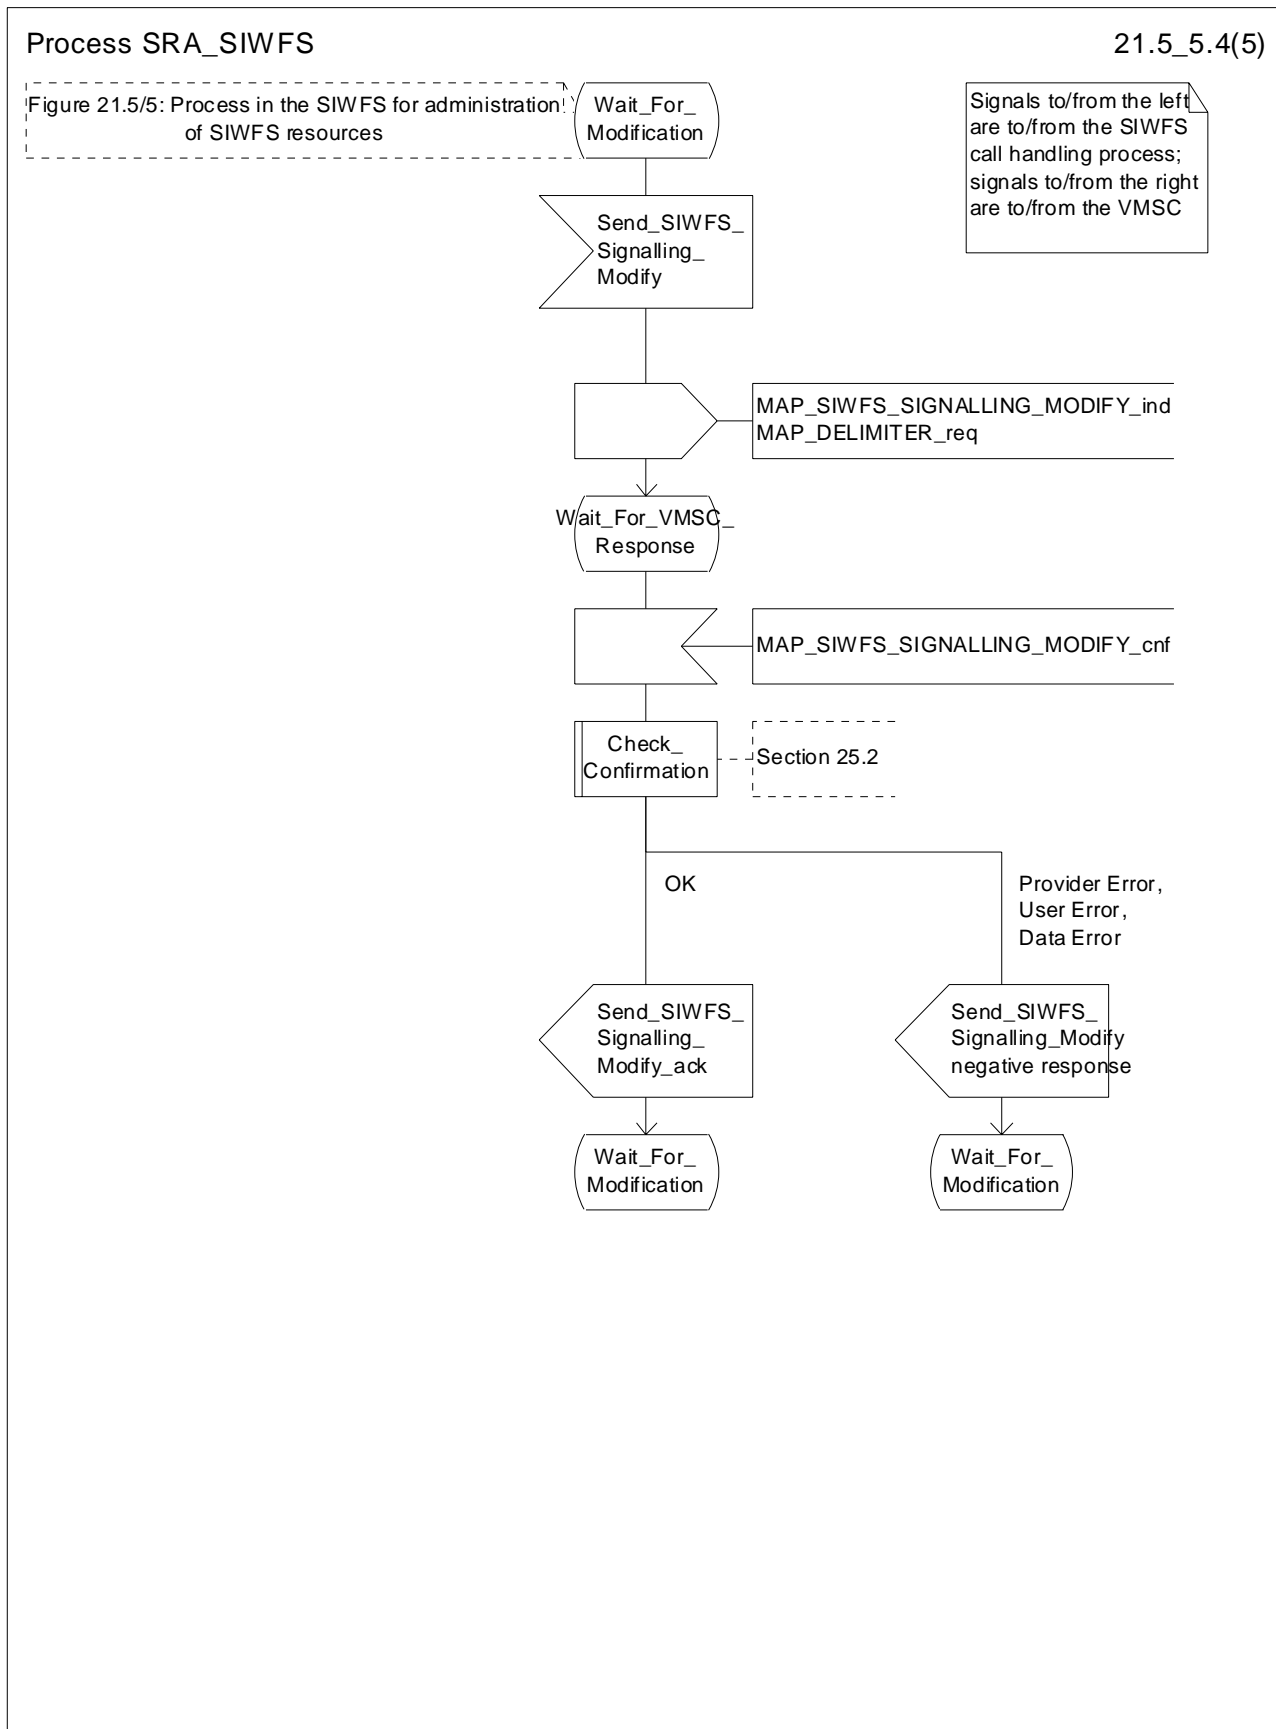 Process SRA_SIWFS
21.5_5.4(5)
Figure 21.5/5: Process in the SIWFS for administration
of SIWFS resources
Wait_For_
Modification
Signals to/from the left
are to/from the SIWFS
call handling process;
signals to/from the right
are to/from the VMSC
Send_SIWFS_
Signalling_
Modify
MAP_SIWFS_SIGNALLING_MODIFY_ind
MAP_DELIMITER_req
Wait_For_VMSC_
Response
MAP_SIWFS_SIGNALLING_MODIFY_cnf
Check_
Confirmation
Section 25.2
OK
Provider Error,
User Error,
Data Error
Send_SIWFS_
Signalling_
Modify_ack
Send_SIWFS_
Signalling_Modify
negative response
Wait_For_
Modification
Wait_For_
Modification